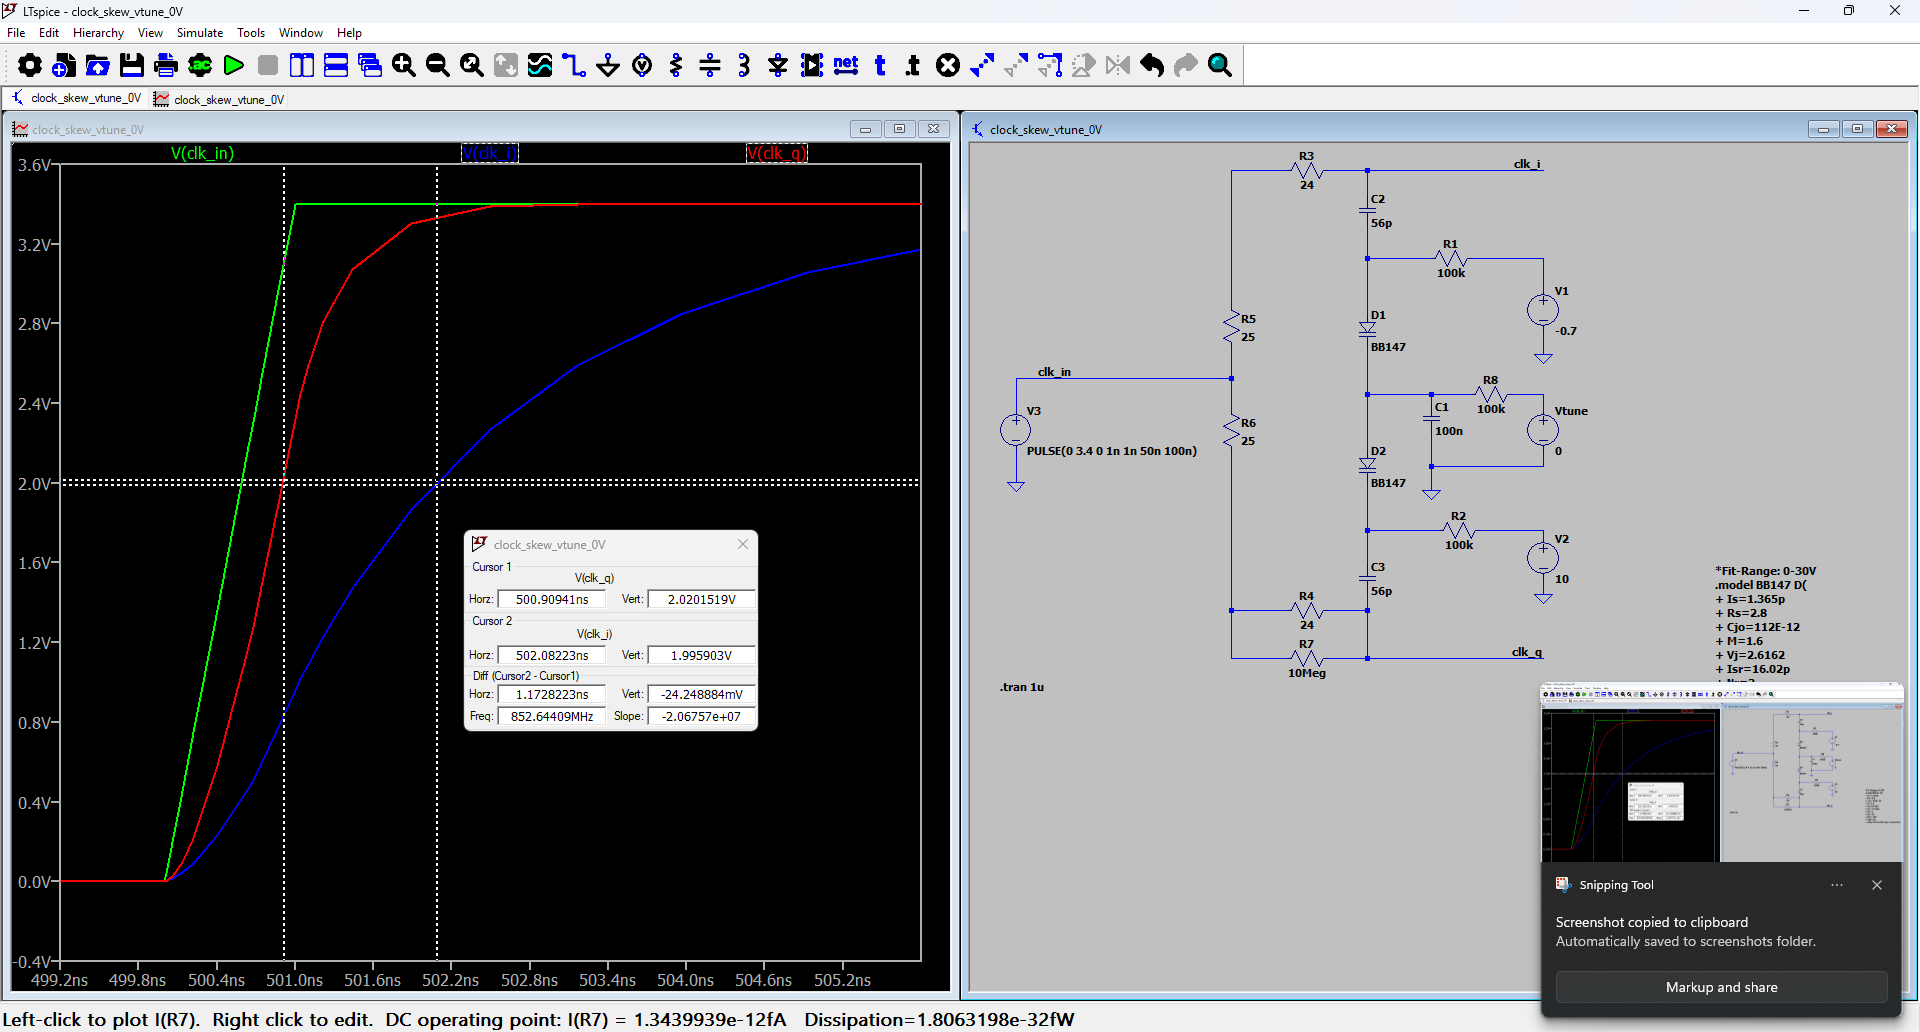 LTspice - clock_skew_vtune_0V
File Edit Hierarchy View Simulate Tools Window Help
.ac net t .t
clock_skew_vtune_0V clock_skew_vtune_0V
clock_skew_vtune_0V
V(clk_in) V(clk_i) V(clk_q)
3.6V
3.2V
2.8V
2.4V
2.0V
1.6V
1.2V
0.8V
0.4V
0.0V
-0.4V
499.2ns 499.8ns 500.4ns 501.0ns 501.6ns 502.2ns 502.8ns 503.4ns 504.0ns 504.6ns 505.2ns
clock_skew_vtune_0V
Cursor 1
V(clk_q)
Horz: 500.90941ns Vert: 2.0201519V
Cursor 2
V(clk_i)
Horz: 502.08223ns Vert: 1.995903V
Diff (Cursor2 - Cursor1)
Horz: 1.1728223ns Vert: -24.248884mV
Freq: 852.64409MHz Slope: -2.06757e+07
clock_skew_vtune_0V
R3
24
clk_i
C2
56p
R1
100k
V1
-0.7
D1
BB147
R5
25
clk_in
V3
PULSE(0 3.4 0 1n 1n 50n 100n)
R6
25
R8
100k
C1
100n
Vtune
0
D2
BB147
R2
100k
V2
10
C3
56p
R4
24
R7
10Meg
clk_q
.tran 1u
*Fit-Range: 0-30V
.model BB147 D(
+ Is=1.365p
+ Rs=2.8
+ Cjo=112E-12
+ M=1.6
+ Vj=2.6162
+ Isr=16.02p
Snipping Tool
Screenshot copied to clipboard
Automatically saved to screenshots folder.
Markup and share
Left-click to plot I(R7). Right click to edit. DC operating point: I(R7) = 1.3439939e-12fA Dissipation=1.8063198e-32fW